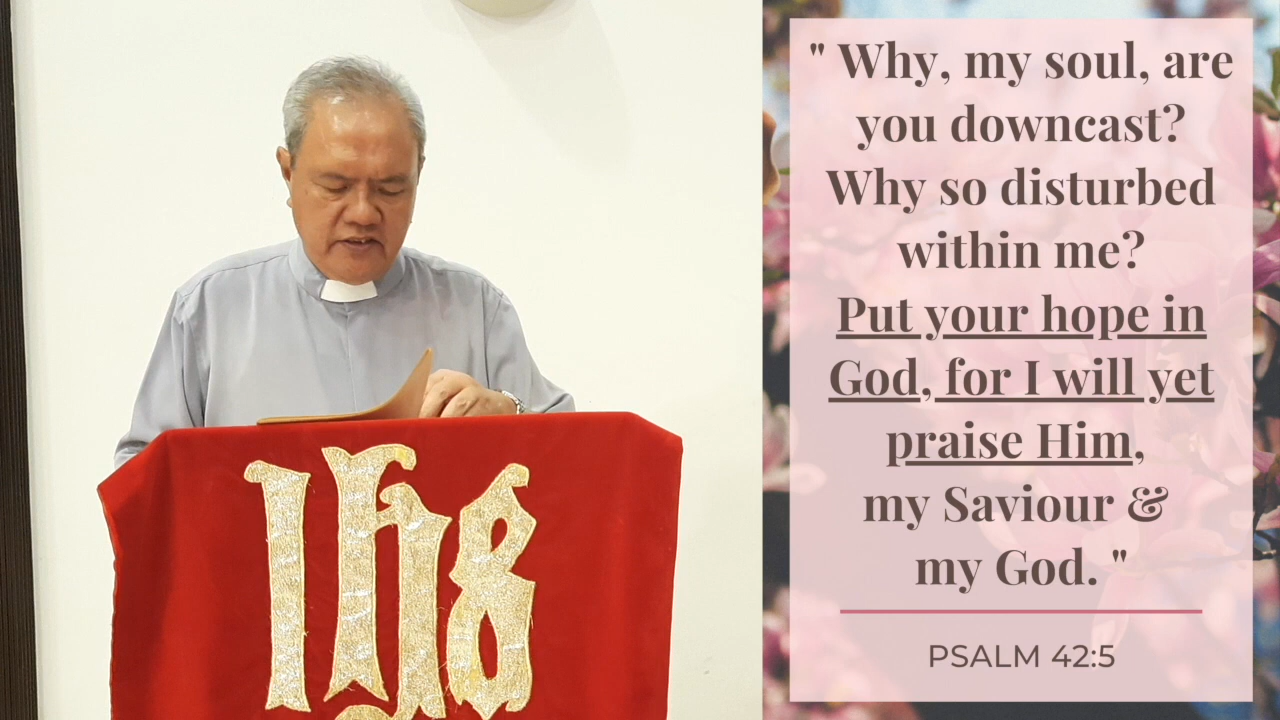 IHS
" Why, my soul, are
you downcast?
Why so disturbed
within me?
Put your hope in
God, for I will yet
praise Him,
my Saviour &
my God. "
PSALM 42:5